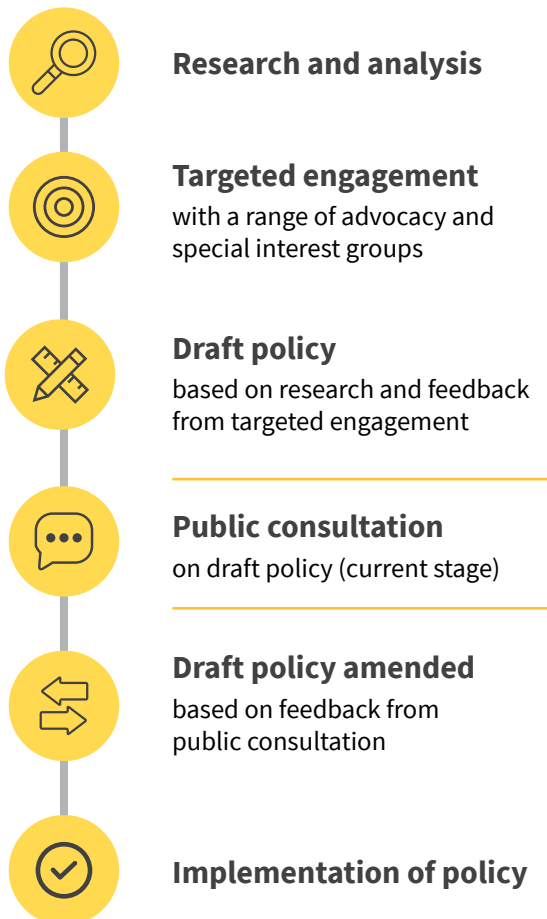 Research and analysis
Targeted engagement
with a range of advocacy and
special interest groups
Draft policy
based on research and feedback
from targeted engagement
Public consultation
on draft policy (current stage)
Draft policy amended
based on feedback from
public consultation
Implementation of policy